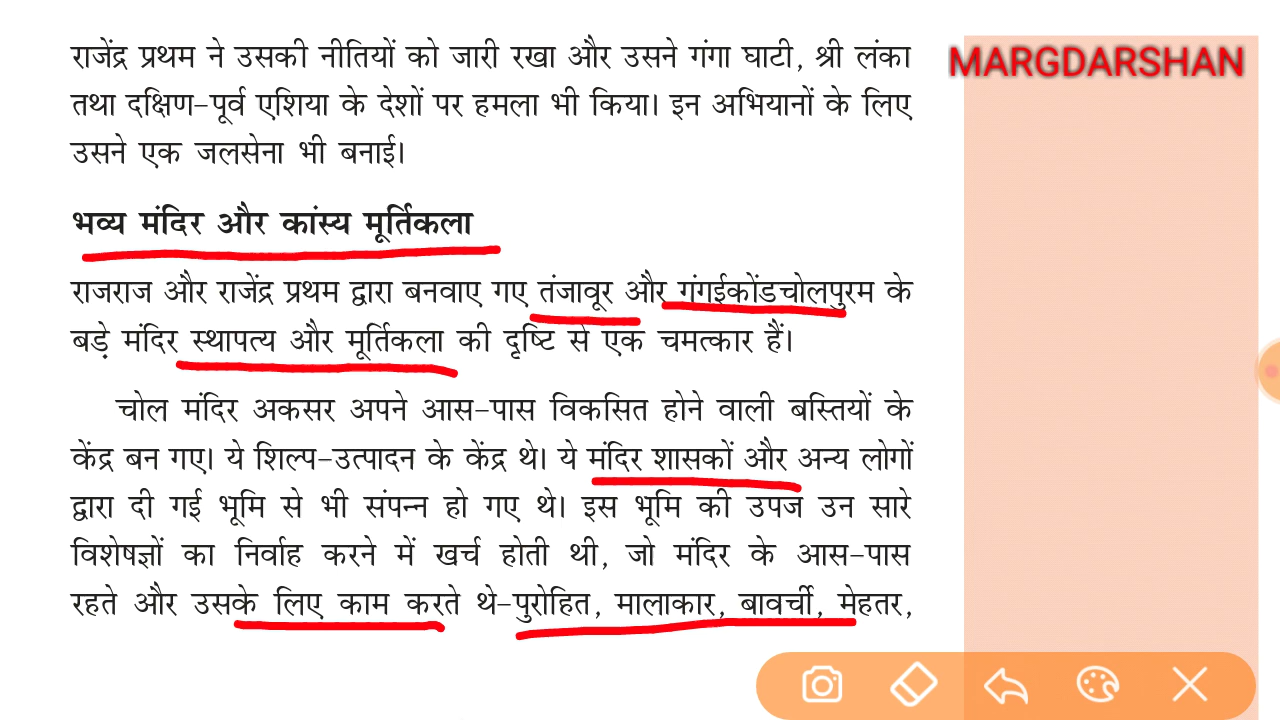 राजेंद्र प्रथम ने उसकी नीतियों को जारी रखा और उसने गंगा घाटी, श्री लंका
तथा दक्षिण-पूर्व एशिया के देशों पर हमला भी किया। इन अभियानों के लिए
उसने एक जलसेना भी बनाई।
भव्य मंदिर और कांस्य मूर्तिकला
राजराज और राजेंद्र प्रथम द्वारा बनवाए गए तंजावूर और गंगईकोंडचोलपुरम के
बड़े मंदिर स्थापत्य और मूर्तिकला की दृष्टि से एक चमत्कार हैं।
चोल मंदिर अकसर अपने आस-पास विकसित होने वाली बस्तियों के
केंद्र बन गए। ये शिल्प-उत्पादन के केंद्र थे। ये मंदिर शासकों और अन्य लोगों
द्वारा दी गई भूमि से भी संपन्न हो गए थे। इस भूमि की उपज उन सारे
विशेषज्ञों का निर्वाह करने में खर्च होती थी, जो मंदिर के आस-पास
रहते और उसके लिए काम करते थे-पुरोहित, मालाकार, बावर्ची, मेहतर,
MARGDARSHAN